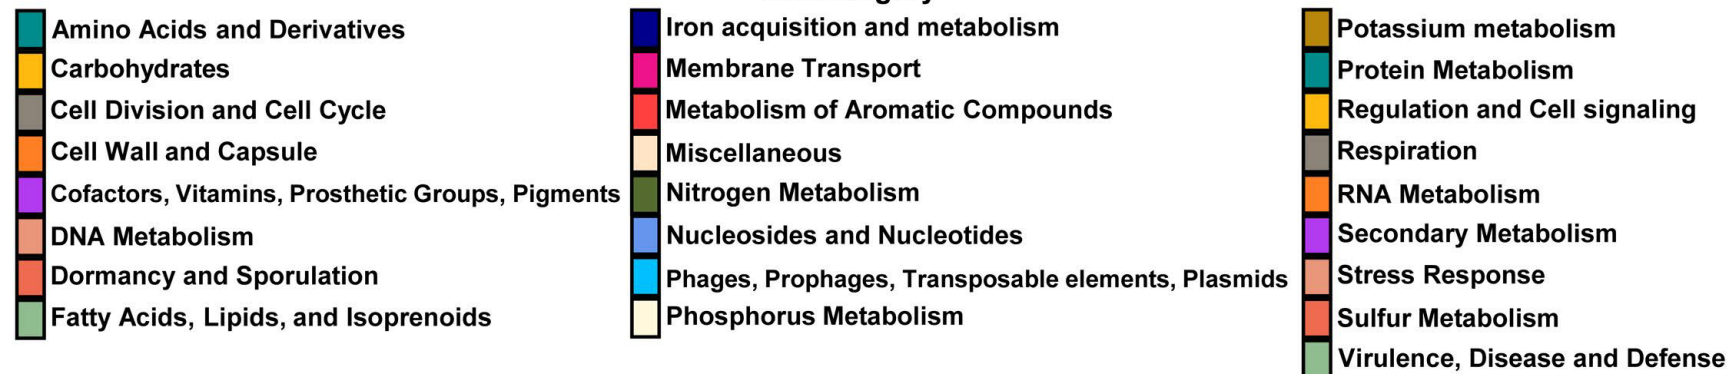 Amino Acids and Derivatives
Carbohydrates
Cell Division and Cell Cycle
Cell Wall and Capsule
Cofactors, Vitamins, Prosthetic Groups, Pigments
DNA Metabolism
Dormancy and Sporulation
Fatty Acids, Lipids, and Isoprenoids
Iron acquisition and metabolism
Membrane Transport
Metabolism of Aromatic Compounds
Miscellaneous
Nitrogen Metabolism
Nucleosides and Nucleotides
Phages, Prophages, Transposable elements, Plasmids
Phosphorus Metabolism
Potassium metabolism
Protein Metabolism
Regulation and Cell signaling
Respiration
RNA Metabolism
Secondary Metabolism
Stress Response
Sulfur Metabolism
Virulence, Disease and Defense